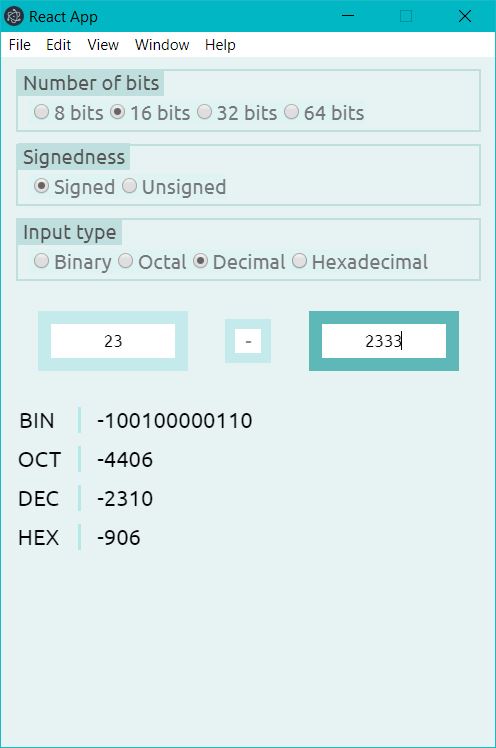 React App
File Edit View Window Help
Number of bits
8 bits 16 bits 32 bits 64 bits
Signedness
Signed Unsigned
Input type
Binary Octal Decimal Hexadecimal
23 - 2333
BIN -100100000110
OCT -4406
DEC -2310
HEX -906